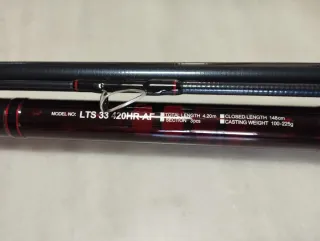 MODEL NO: LTS 33 420HR-AF TOTAL LENGTH 4.20m CLOSED LENGTH 146cm
SECTION 3pcs CASTING WEIGHT 100-225g